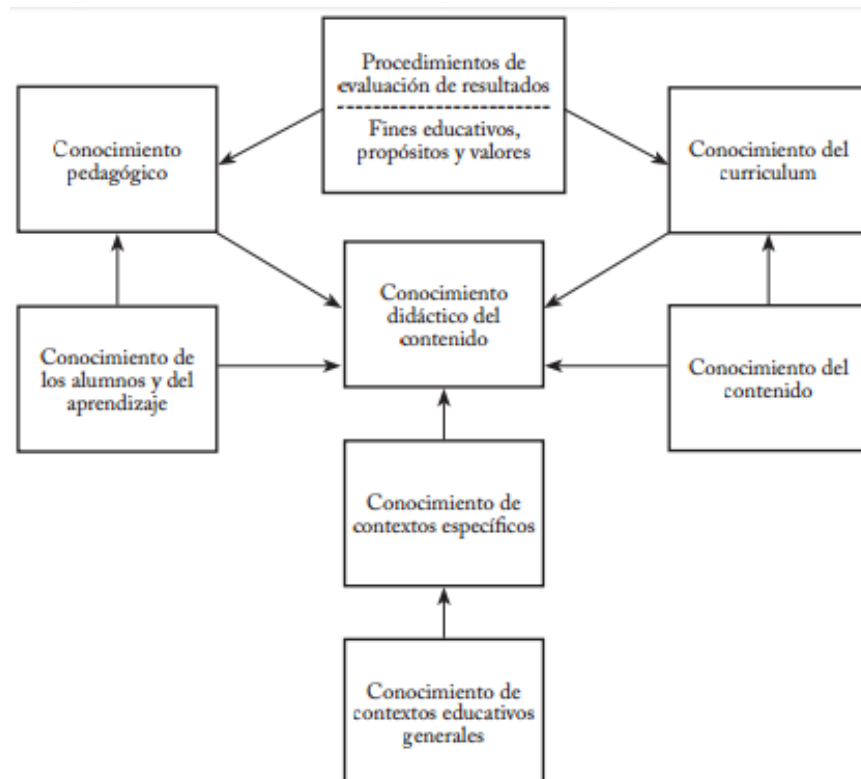 Procedimientos de
evaluación de resultados
Fines educativos,
propósitos y valores
Conocimiento
pedagógico
Conocimiento del
curriculum
Conocimiento
didáctico del
contenido
Conocimiento de
los alumnos y del
aprendizaje
Conocimiento del
contenido
Conocimiento de
contextos específicos
Conocimiento de
contextos educativos
generales